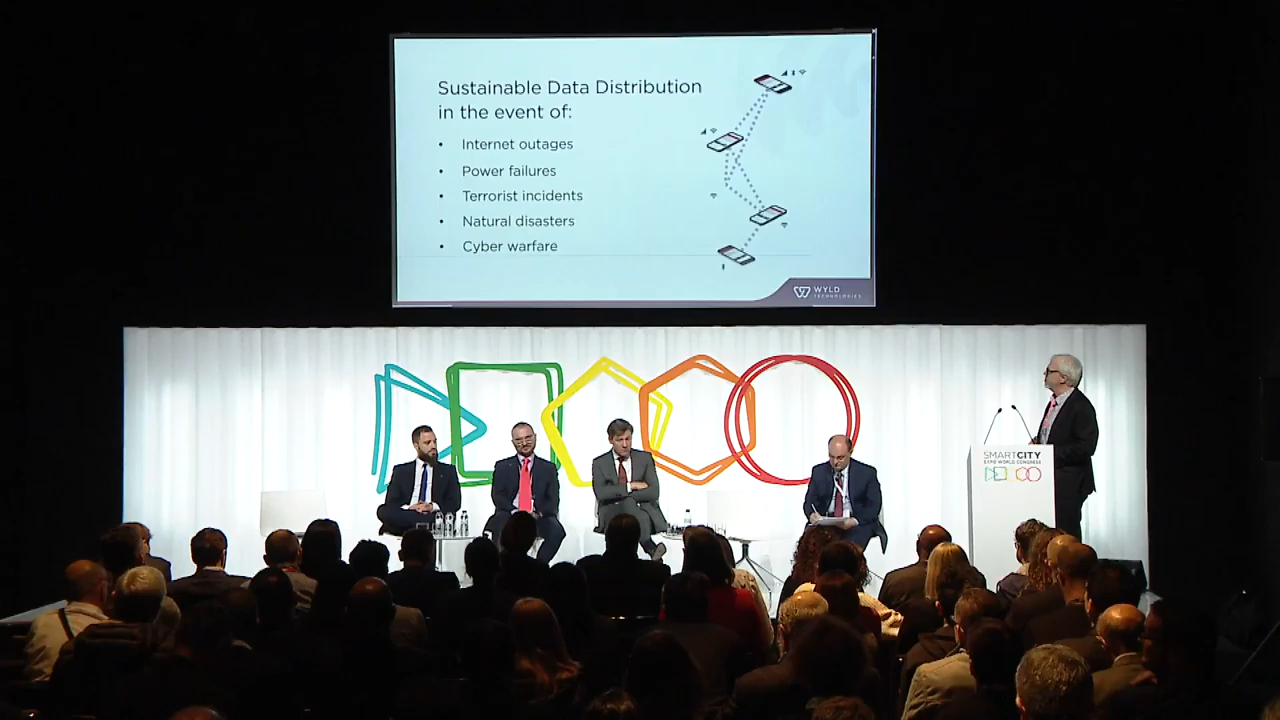 Sustainable Data Distribution
in the event of:
• Internet outages
• Power failures
• Terrorist incidents
• Natural disasters
• Cyber warfare
WYLD
TECHNOLOGIES
SMARTCITY
EXPO WORLD CONGRESS